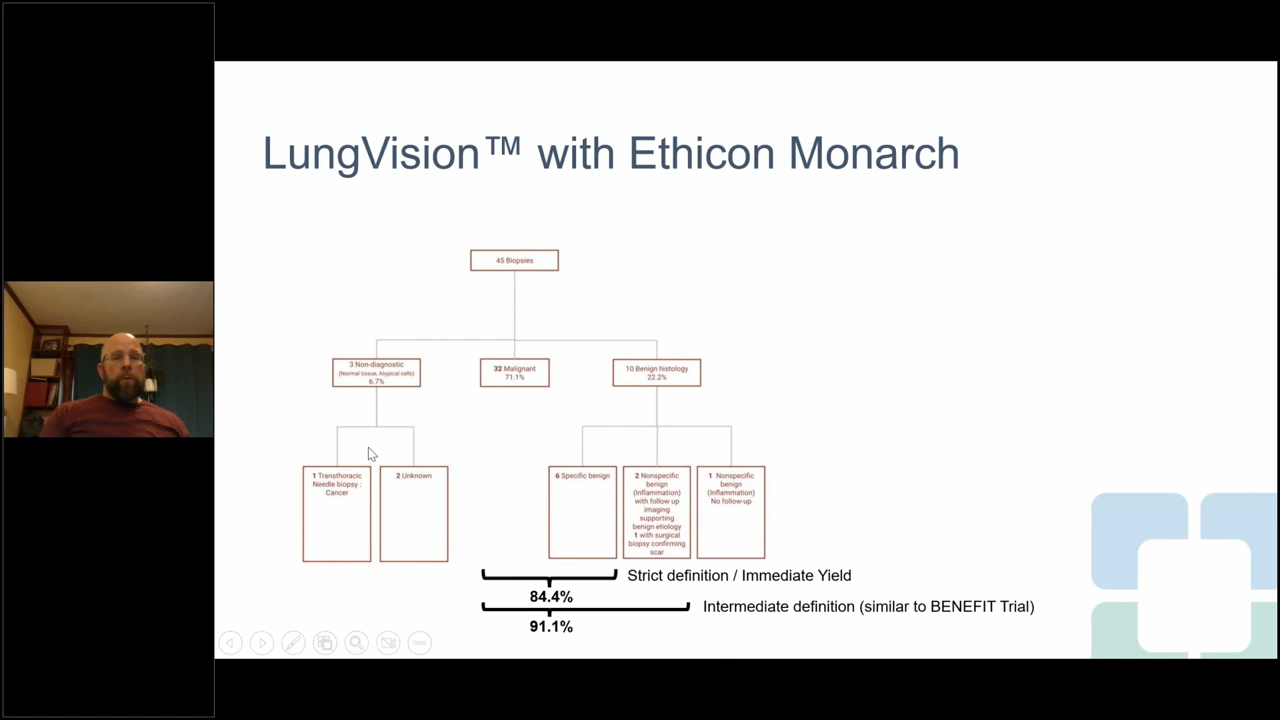 LungVision™ with Ethicon Monarch
45 Biopsies
3 Non-diagnostic
(Normal tissue, Atypical cells)
6.7%
32 Malignant
71.1%
10 Benign histology
22.2%
1 Transthoracic
Needle biopsy :
Cancer
2 Unknown
6 Specific benign
2 Nonspecific
benign
(Inflammation)
with follow up
imaging
supporting
benign etiology
1 with surgical
biopsy confirming
scar
1 Nonspecific
benign
(Inflammation)
No follow-up
Strict definition / Immediate Yield
84.4%
Intermediate definition (similar to BENEFIT Trial)
91.1%